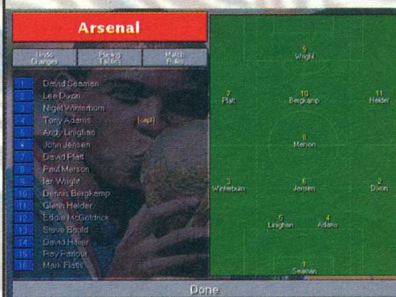 Arsenal
Undo Changes
Playing Tactics
Match Rules
1 David Seaman
2 Lee Dixon
3 Nigel Winterburn
4 Tony Adams [capt]
5 Andy Linighan
6 John Jensen
7 David Platt
8 Paul Merson
9 Ian Wright
10 Dennis Bergkamp
11 Glenn Helder
12 Eddie McGoldrick
13 Steve Bould
14 David Hillier
15 Ray Parlour
16 Mark Flatts
9
Wright
7 10 11
Platt Bergkamp Helder
8
Merson
3 6 2
Winterburn Jensen Dixon
5 4
Linighan Adams
1
Seaman
Done